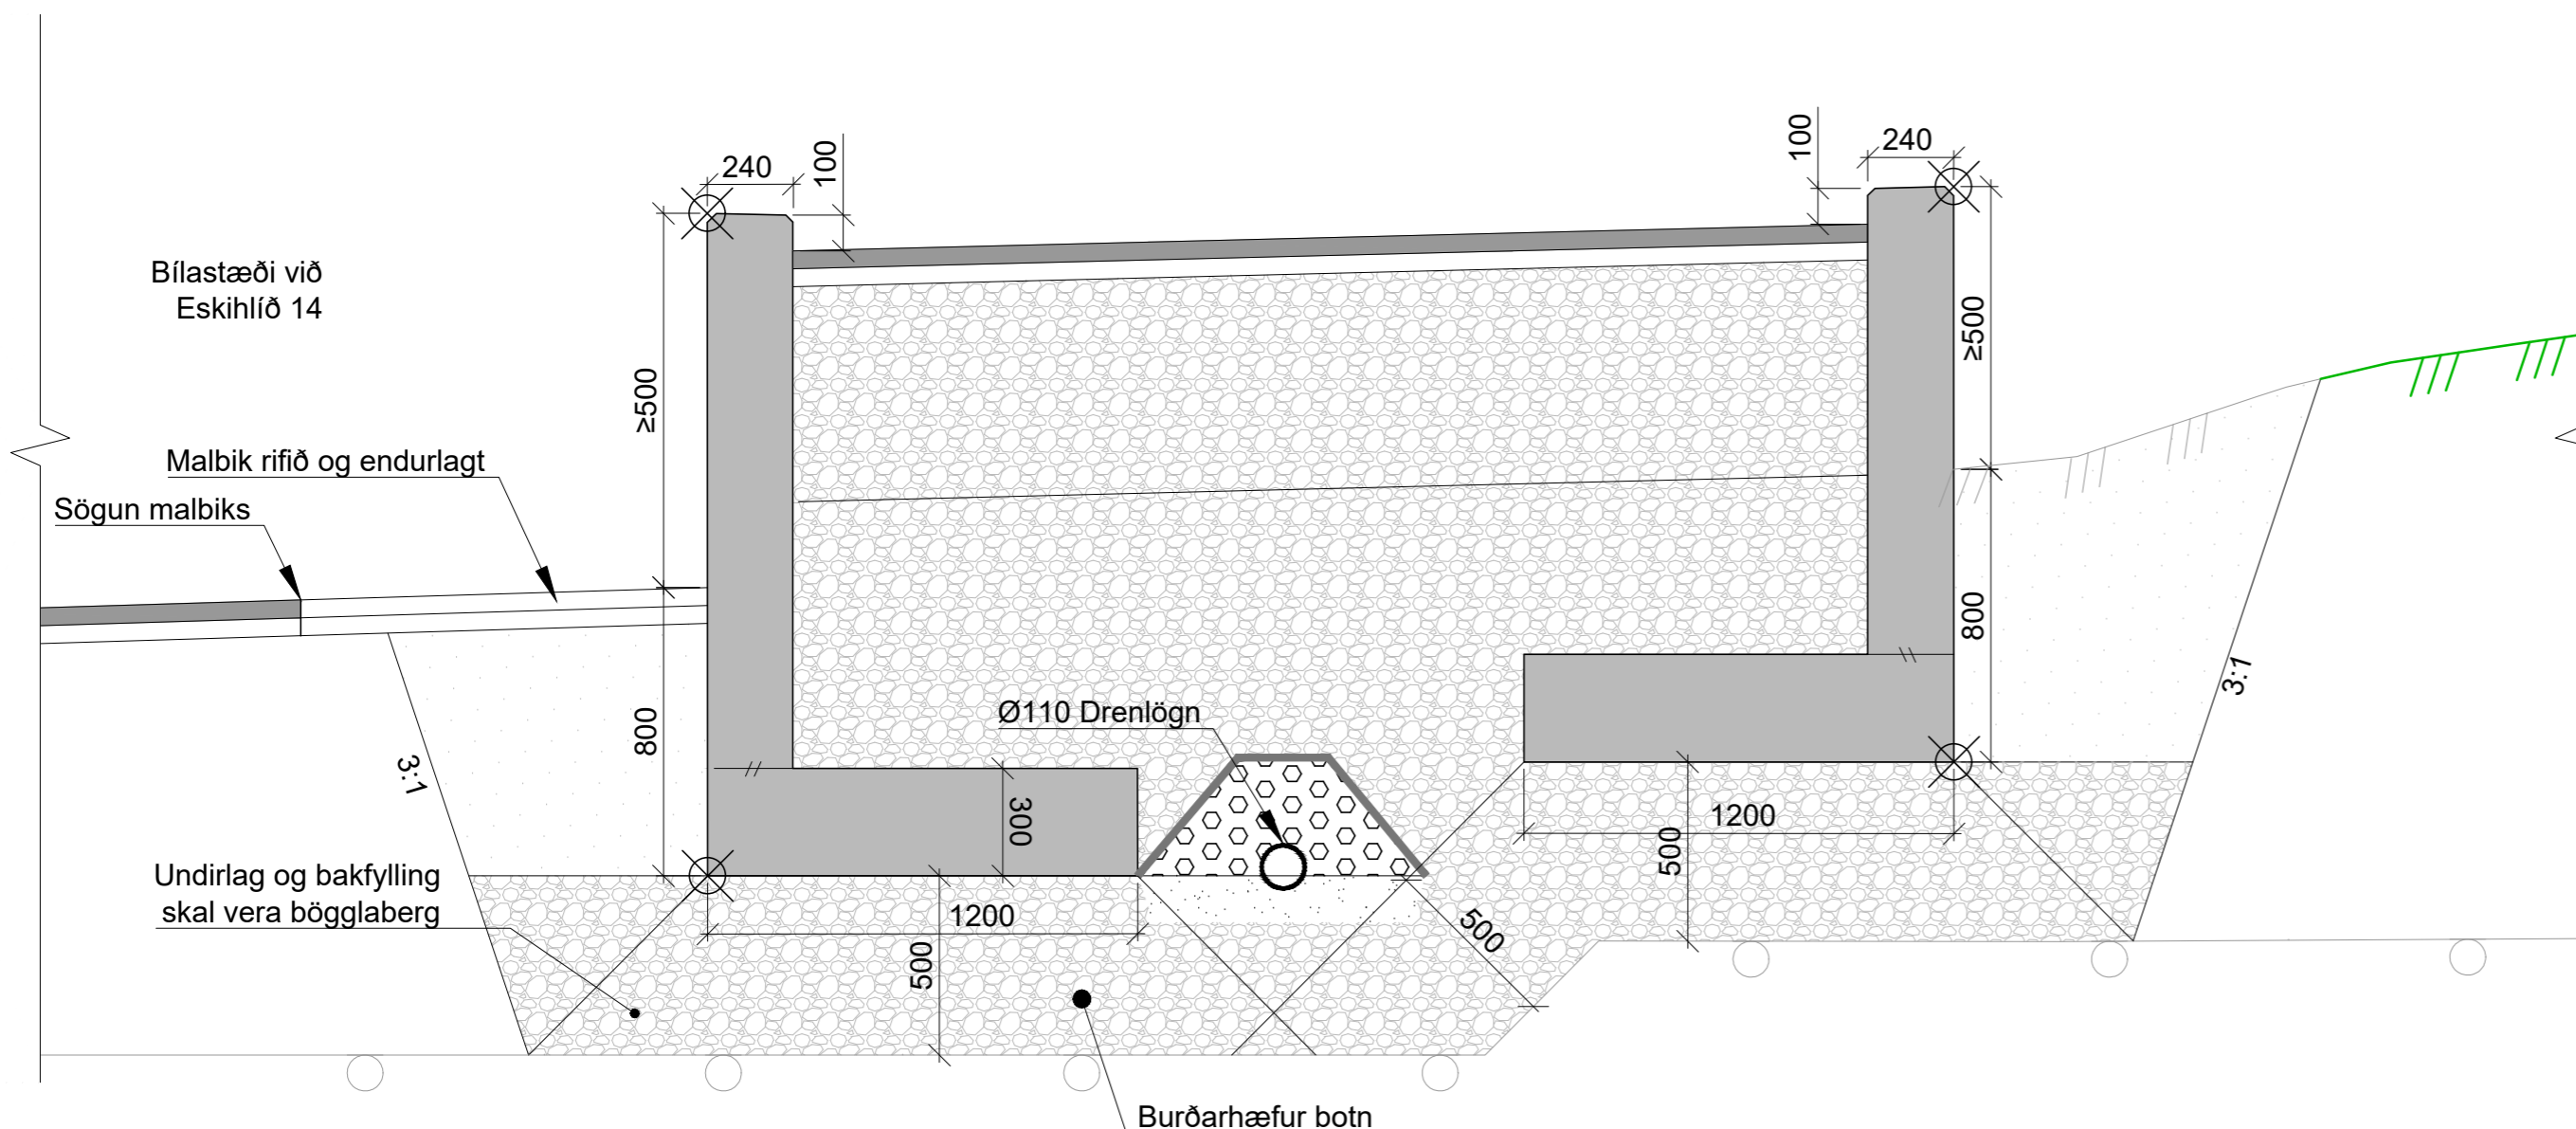 100
240
240
100
Bílastæði við
Eskihlíð 14
≥500
≥500
Malbik rifið og endurlagt
Sögun malbiks
800
3:1
Ø110 Drenlögn
800
3:1
300
1200
500
Undirlag og bakfylling
skal vera bögglaberg
1200
500
500
Burðarhæfur botn